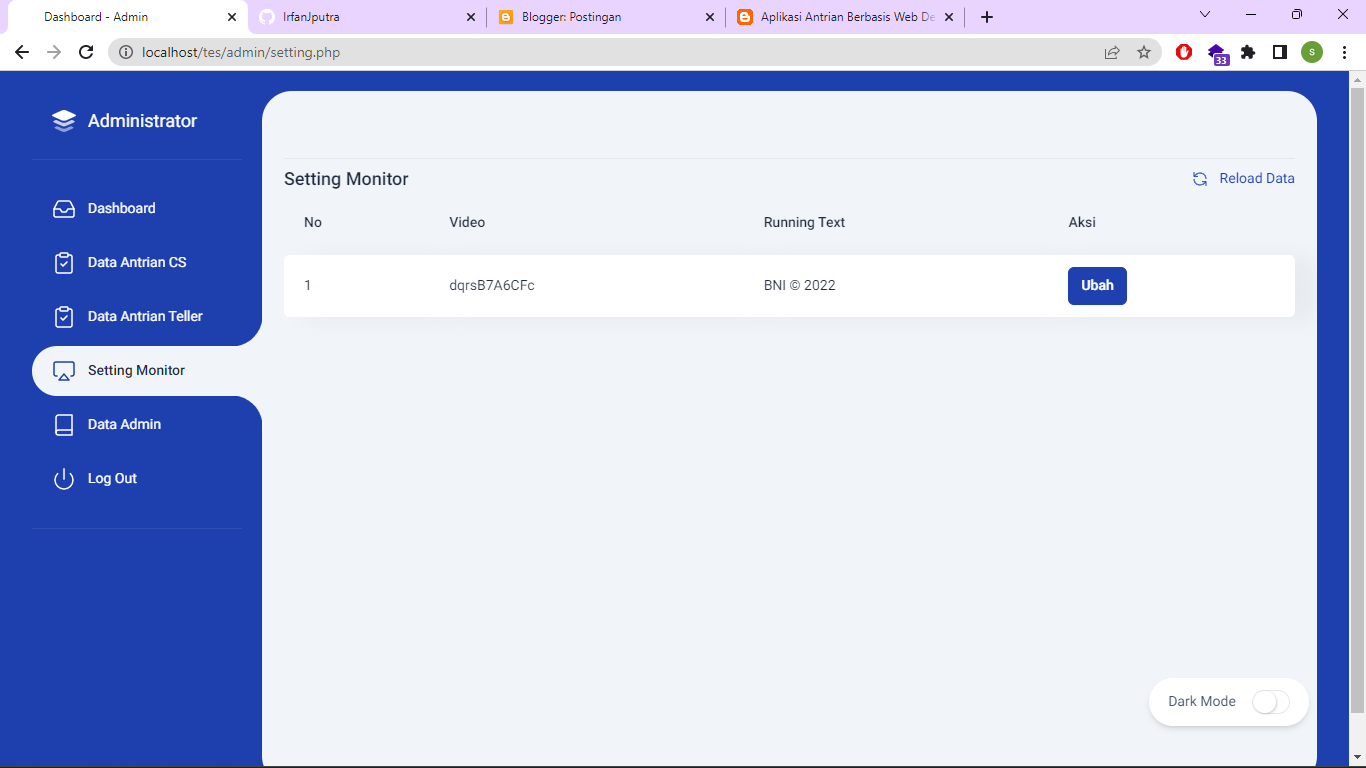 Dashboard - Admin
IrfanJputra
Blogger: Postingan
Aplikasi Antrian Berbasis Web De
localhost/tes/admin/setting.php
33
S
Administrator
Dashboard
Data Antrian CS
Data Antrian Teller
Setting Monitor
Data Admin
Log Out
Setting Monitor
Reload Data
No Video Running Text Aksi
1 dqrsB7A6CFc BNI © 2022 Ubah
Dark Mode